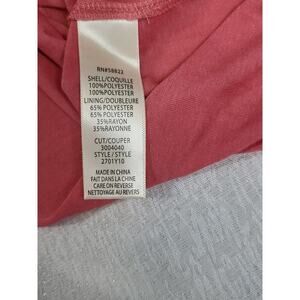 RN#58822
SHELL/COQUILLE
100%POLYESTER
100%POLYESTER
LINING/DOUBLEURE
65% POLYESTER
65% POLYESTER
35%RAYON
35%RAYONNE
CUT/COUPER
3004040
STYLE/STYLE
2701Y10
MADE IN CHINA
FAIT DANS LA CHINE
CARE ON REVERSE
NETTOYAGE AU REVERS